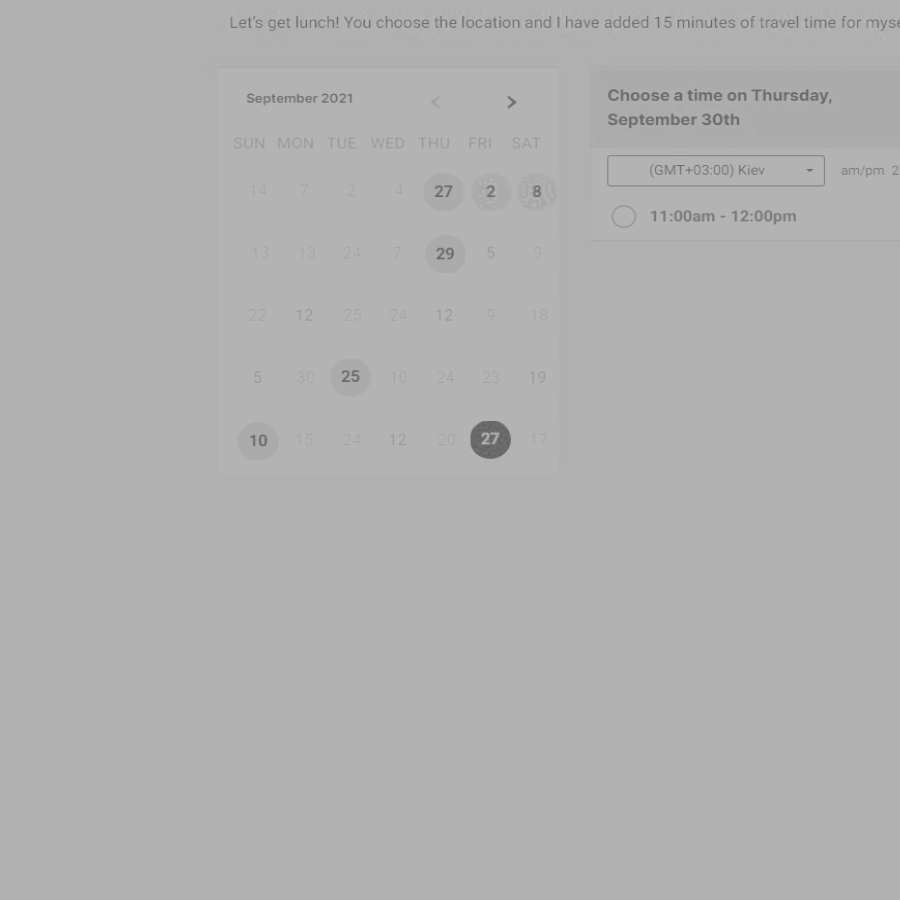 Let's get lunch! You choose the location and I have added 15 minutes of travel time for myse
September 2021
SUN MON TUE WED THU FRI SAT
14 7 2 4 27 2 8
13 13 24 7 29 5 9
22 12 25 24 12 9 18
5 30 25 10 24 23 19
10 15 24 12 20 27 17
Choose a time on Thursday,
September 30th
(GMT+03:00) Kiev am/pm 2
11:00am - 12:00pm